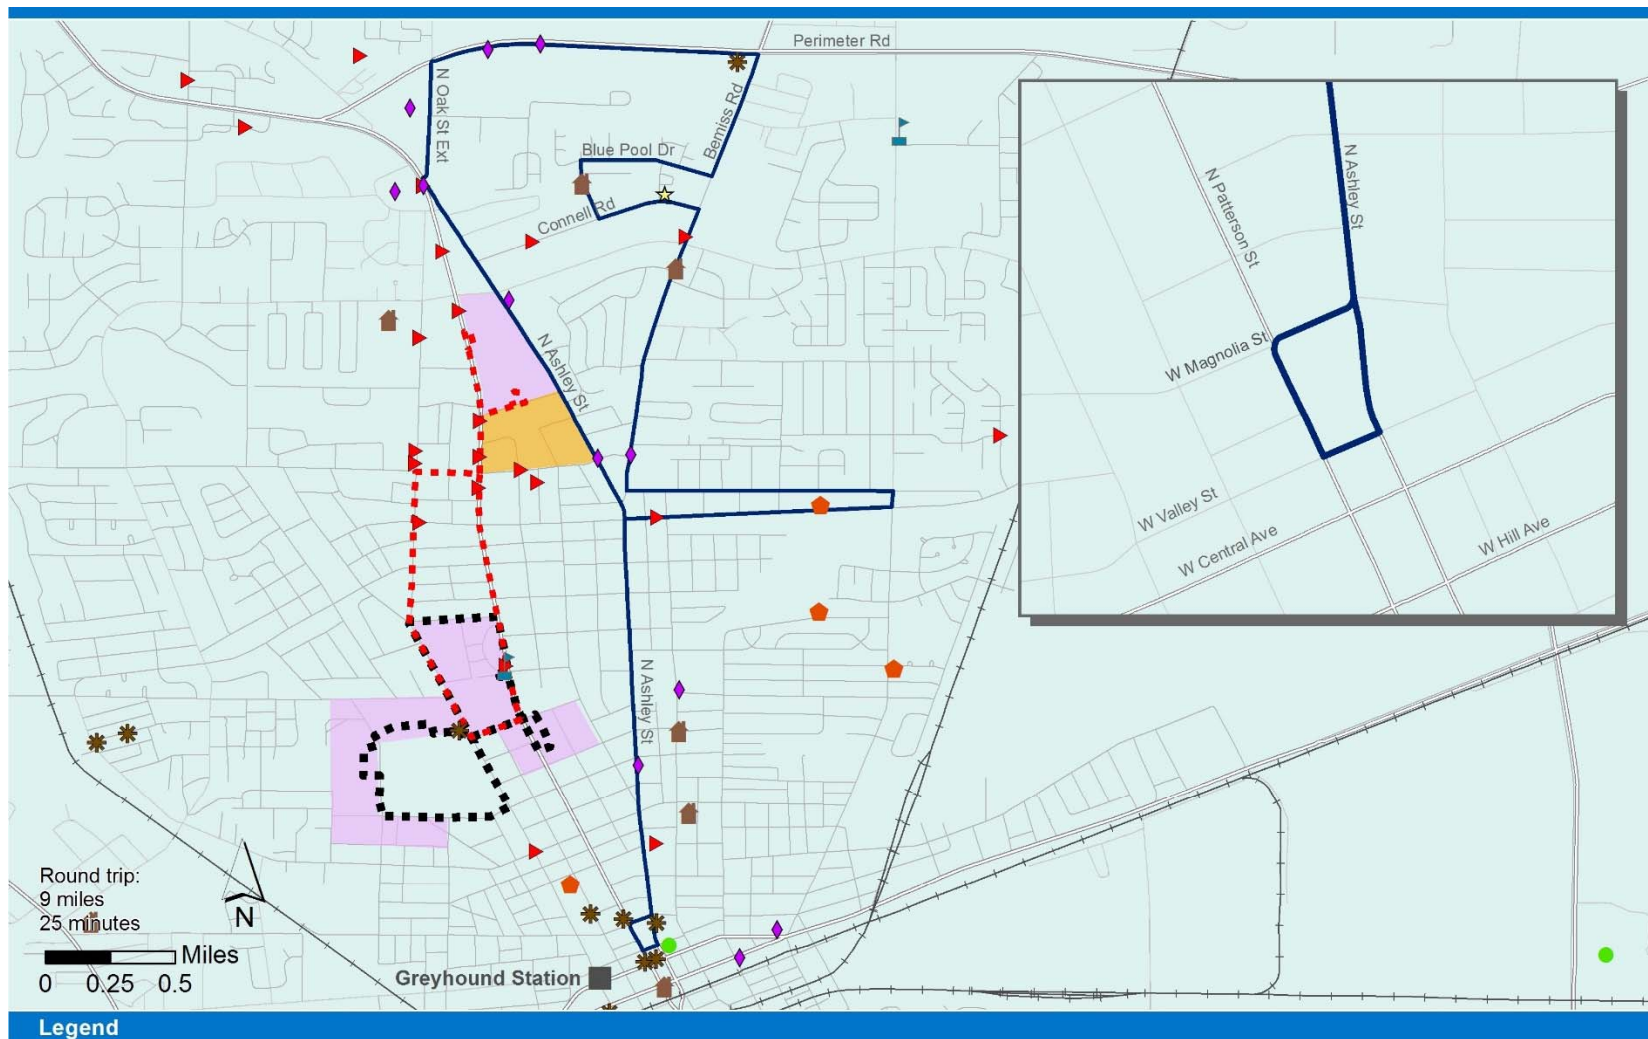 Perimeter Rd
N Oak St Ext
Bemiss Rd
Blue Pool Dr
Connell Rd
N Ashley St
N Ashley St
N Patterson St
N Ashley St
W Magnolia St
W Valley St
W Central Ave
W Hill Ave
Round trip:
9 miles
25 minutes
N
Miles
0 0.25 0.5
Greyhound Station
Legend